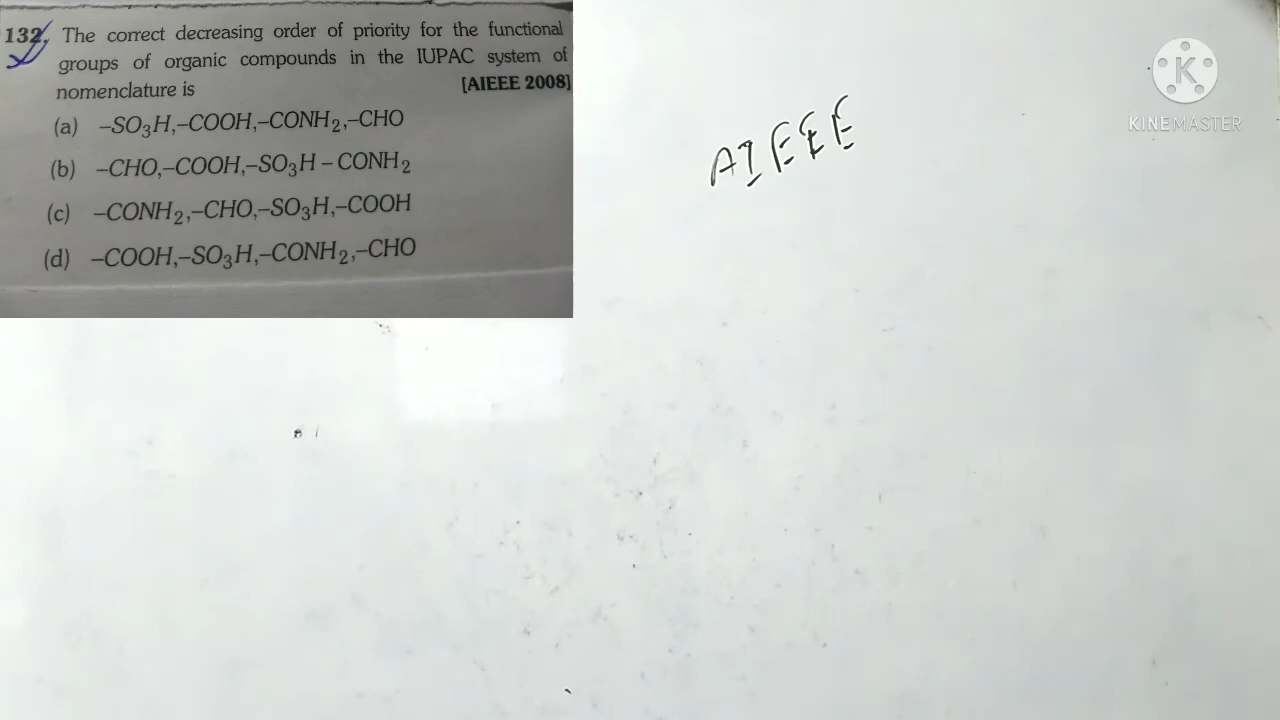 132. The correct decreasing order of priority for the functional
groups of organic compounds in the IUPAC system of
nomenclature is [AIEEE 2008]
(a) –SO₃H,–COOH,–CONH₂,–CHO
(b) –CHO,–COOH,–SO₃H – CONH₂
(c) –CONH₂,–CHO,–SO₃H,–COOH
(d) –COOH,–SO₃H,–CONH₂,–CHO
AIEEE
K
KINEMASTER